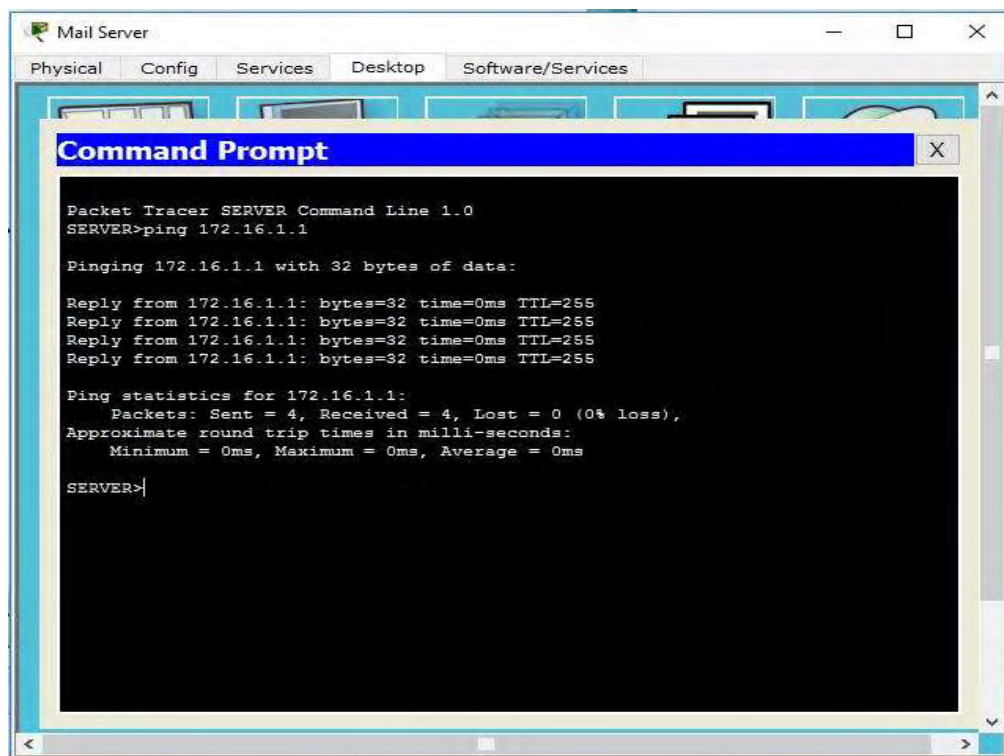 Mail Server
Physical Config Services Desktop Software/Services
Command Prompt
X
Packet Tracer SERVER Command Line 1.0
SERVER>ping 172.16.1.1
Pinging 172.16.1.1 with 32 bytes of data:
Reply from 172.16.1.1: bytes=32 time=0ms TTL=255
Reply from 172.16.1.1: bytes=32 time=0ms TTL=255
Reply from 172.16.1.1: bytes=32 time=0ms TTL=255
Reply from 172.16.1.1: bytes=32 time=0ms TTL=255
Ping statistics for 172.16.1.1:
Packets: Sent = 4, Received = 4, Lost = 0 (0% loss),
Approximate round trip times in milli-seconds:
Minimum = 0ms, Maximum = 0ms, Average = 0ms
SERVER>